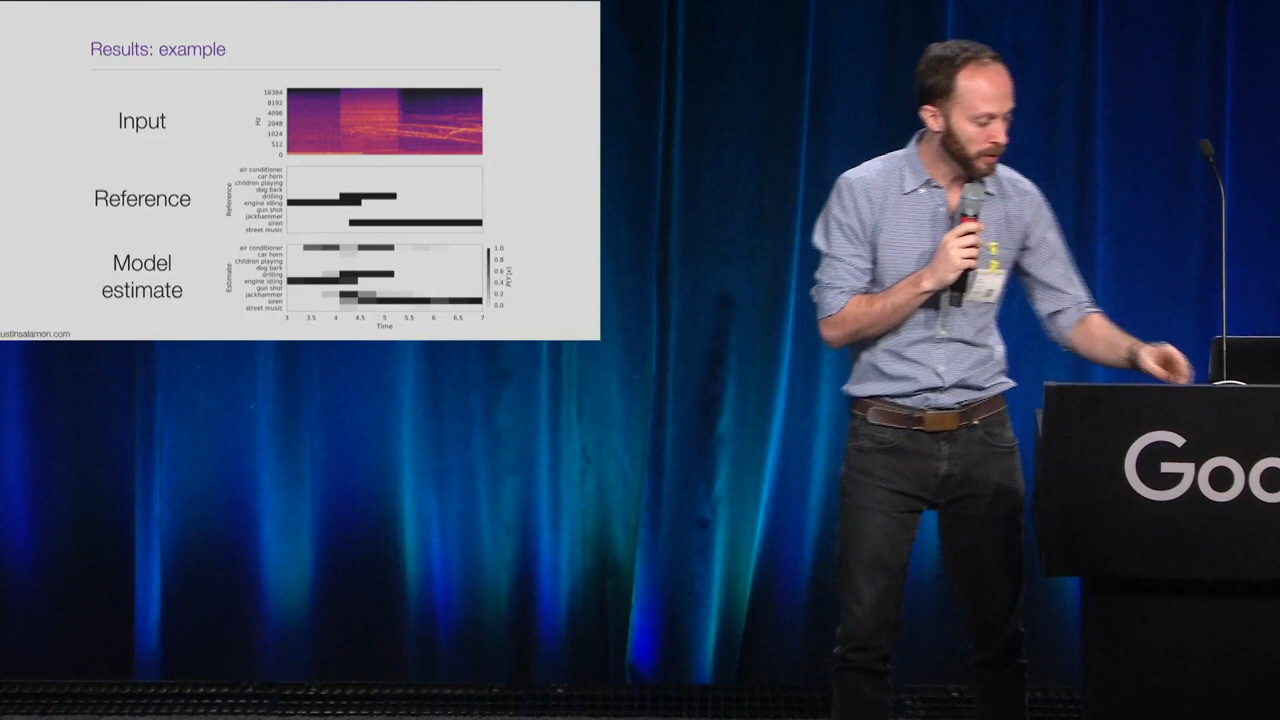 Results: example
Input
Hz
16384
8192
4096
2048
1024
512
0
Reference
Reference
air conditioner
car horn
children playing
dog bark
drilling
engine idling
gun shot
jackhammer
siren
street music
Model
estimate
Estimate
air conditioner
car horn
children playing
dog bark
drilling
engine idling
gun shot
jackhammer
siren
street music
1.0
0.8
0.6
0.4
0.2
0.0
P(Y|x)
3 3.5 4 4.5 5 5.5 6 6.5 7
Time
ustinsalamon.com
Goo